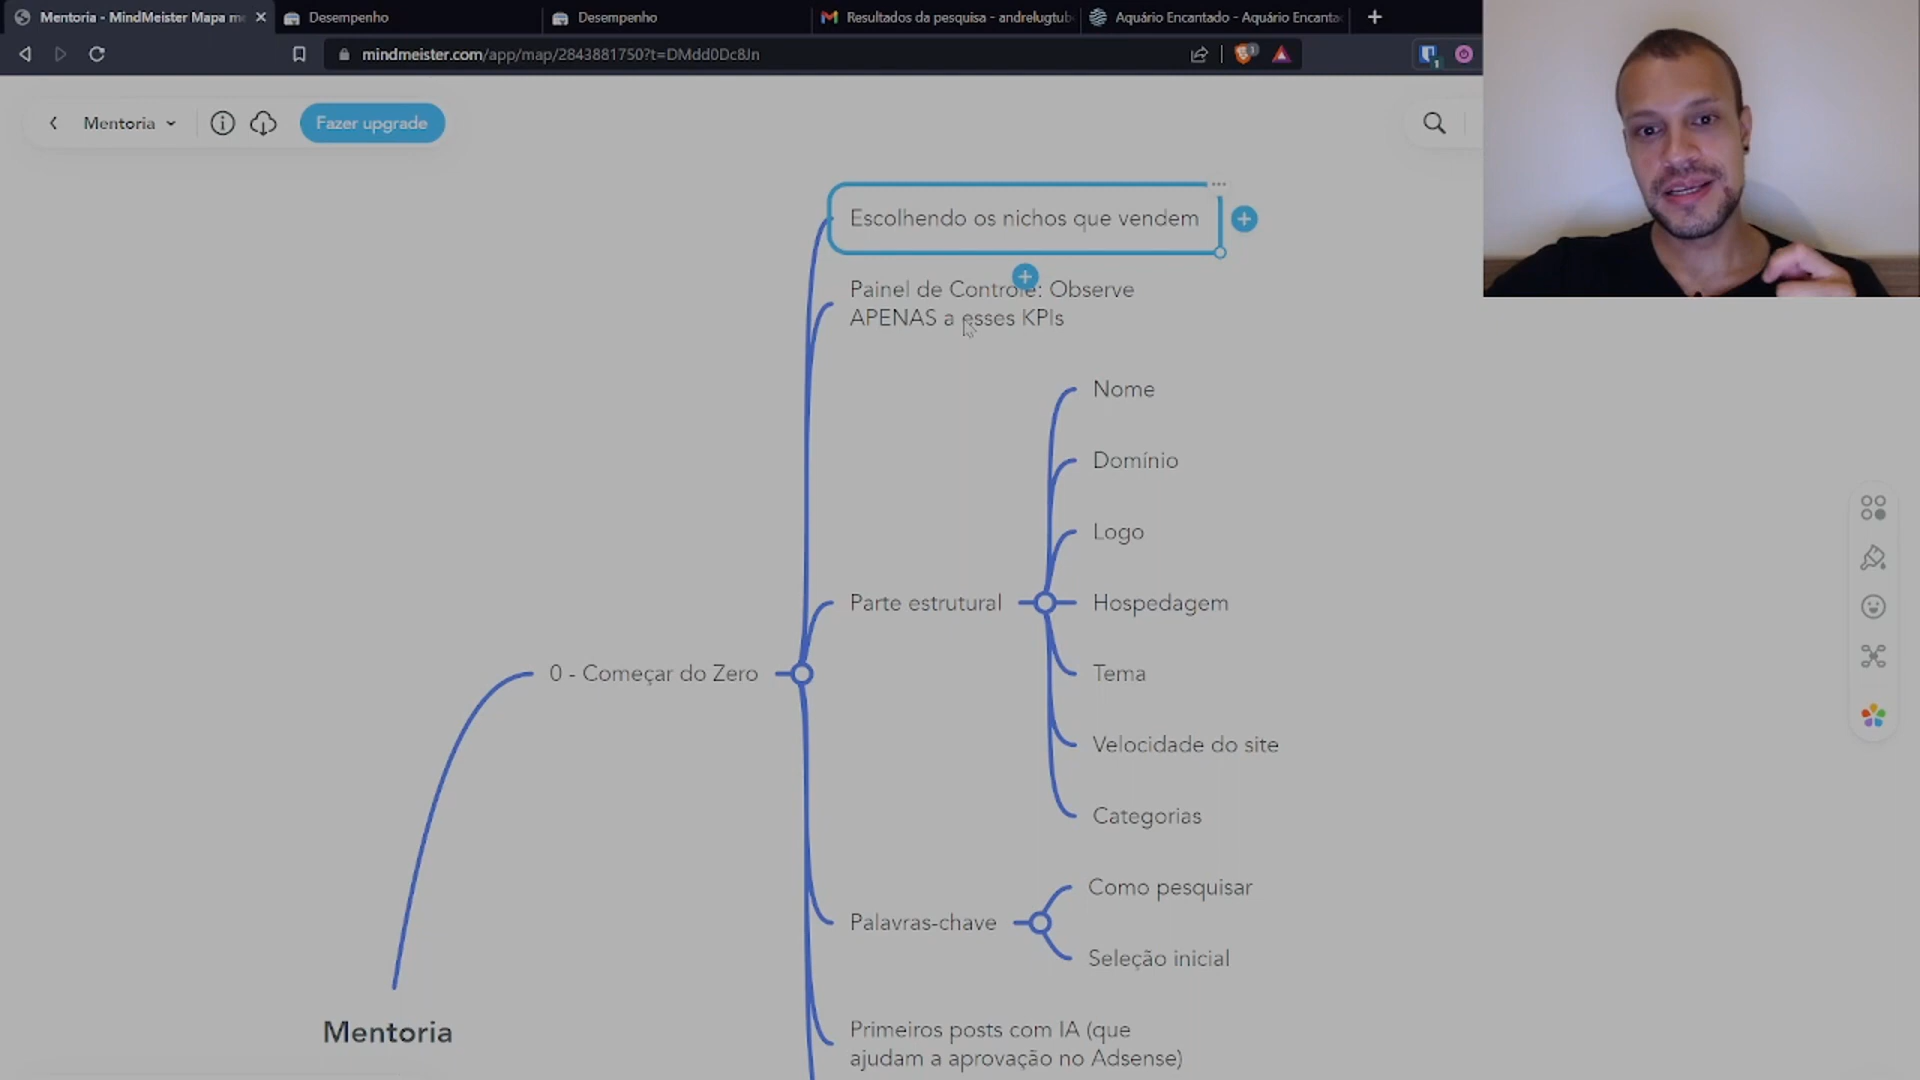 Mentoria - MindMeister Mapa m
Desempenho
Desempenho
Resultados da pesquisa - andrelugtub
Aquário Encantado - Aquário Encanta
mindmeister.com/app/map/2843881750?t=DMdd0Dc8Jn
1
1
Mentoria
Fazer upgrade
Escolhendo os nichos que vendem
Painel de Controle: Observe
APENAS a esses KPIs
Nome
Domínio
Logo
Parte estrutural
Hospedagem
0 - Começar do Zero
Tema
Velocidade do site
Categorias
Como pesquisar
Palavras-chave
Seleção inicial
Mentoria
Primeiros posts com IA (que
ajudam a aprovação no Adsense)